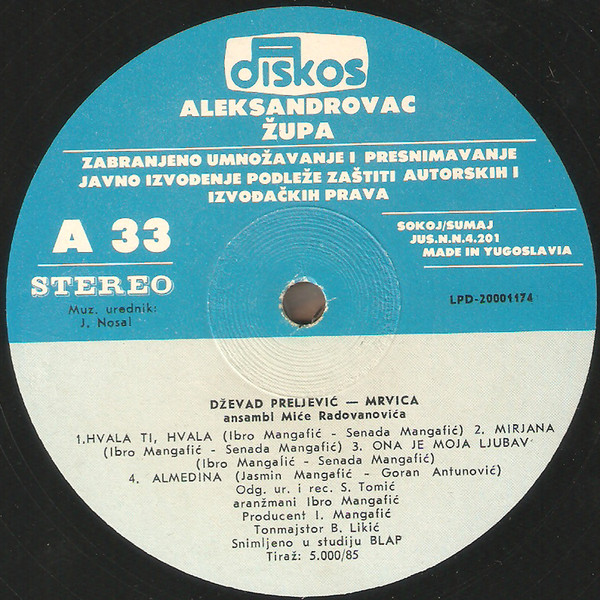 diskos
ALEKSANDROVAC
ŽUPA
ZABRANJENO UMNOŽAVANJE I PRESNIMAVANJE
JAVNO IZVOĐENJE PODLEŽE ZAŠTITI AUTORSKIH I
IZVOĐAČKIH PRAVA
A 33
SOKOJ/SUMAJ
JUS.N.N.4.201
MADE IN YUGOSLAVIA
STEREO
Muz. urednik:
J. Nosal
LPD-20001174
DŽEVAD PRELJEVIĆ — MRVICA
ansambl Miće Radovanovića
1.HVALA TI, HVALA (Ibro Mangafić - Senada Mangafić) 2. MIRJANA
(Ibro Mangafić - Senada Mangafić) 3. ONA JE MOJA LJUBAV
(Ibro Mangafić - Senada Mangafić)
4. ALMEDINA (Jasmin Mangafić - Goran Antunović)
Odg. ur. i rec. S. Tomić
aranžmani Ibro Mangafić
Producent I. Mangafić
Tonmajstor B. Likić
Snimljeno u studiju BLAP
Tiraž: 5.000/85